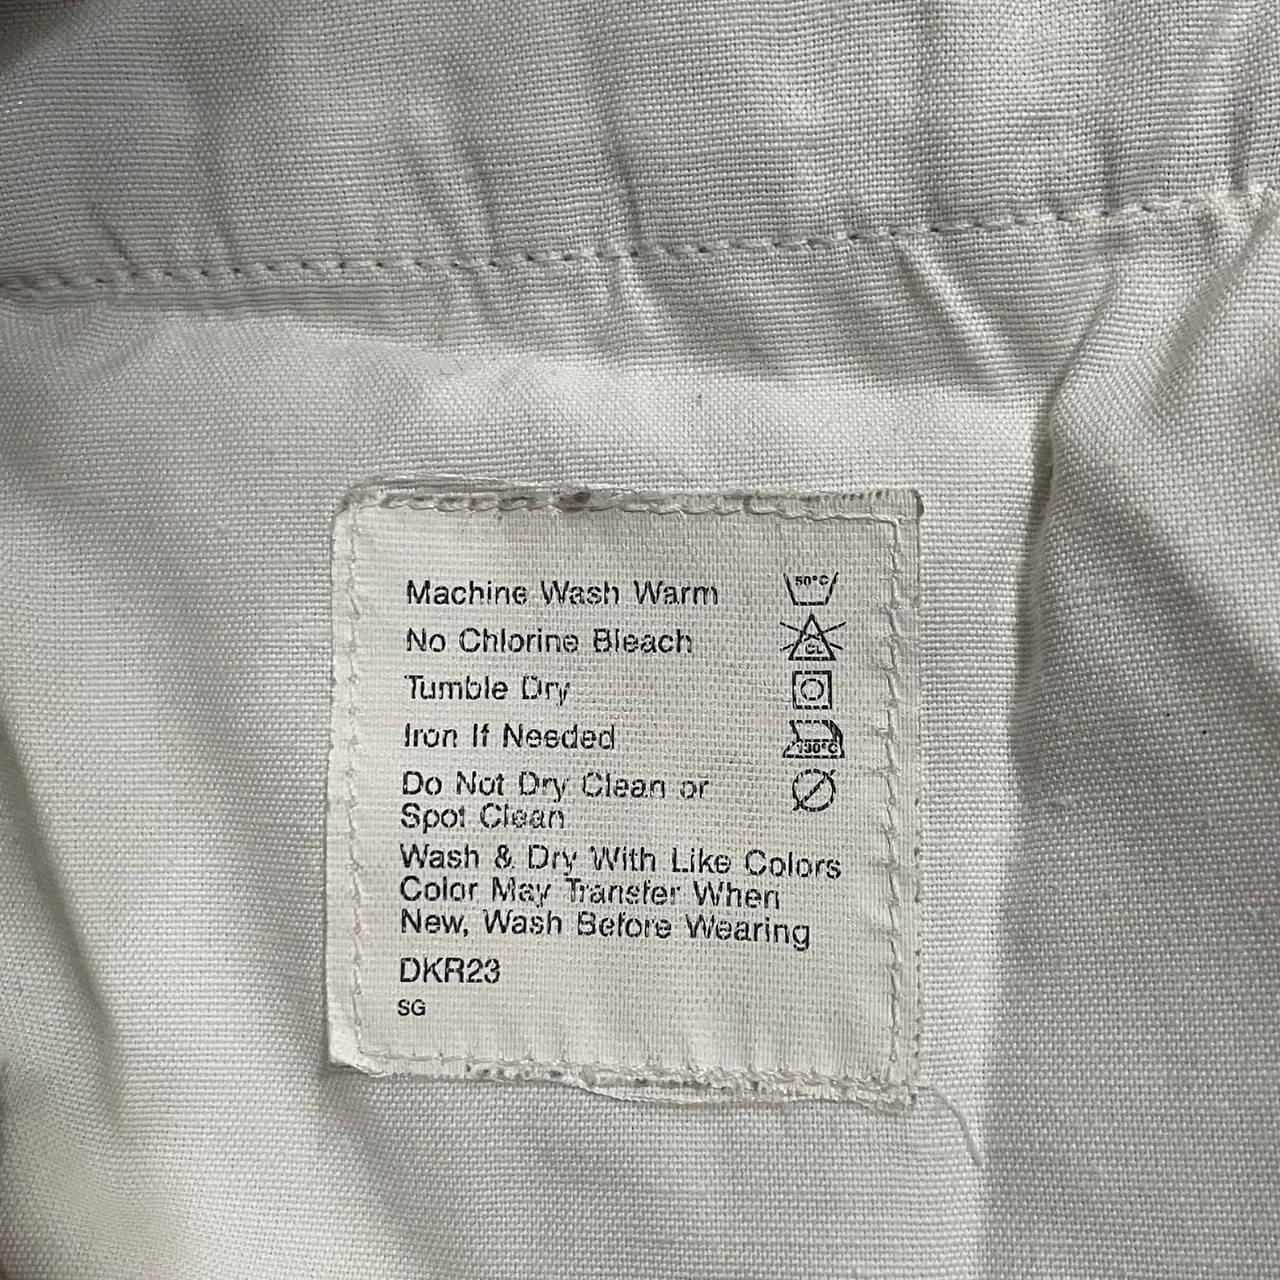 Machine Wash Warm 50°C
No Chlorine Bleach CL
Tumble Dry
Iron If Needed 130°C
Do Not Dry Clean or
Spot Clean
Wash & Dry With Like Colors
Color May Transfer When
New, Wash Before Wearing
DKR23
SG